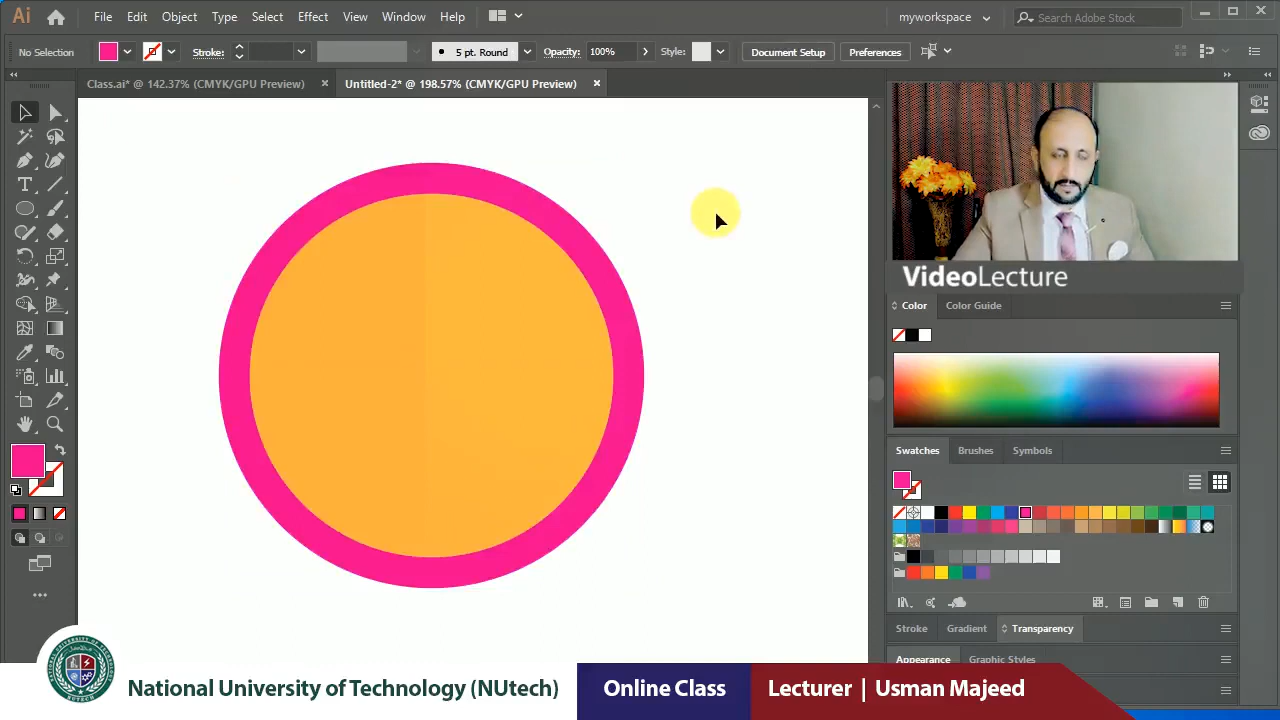 Ai File Edit Object Type Select Effect View Window Help myworkspace Search Adobe Stock
No Selection Stroke: 5 pt. Round Opacity: 100% Style: Document Setup Preferences
Class.ai* @ 142.37% (CMYK/GPU Preview) × Untitled-2* @ 198.57% (CMYK/GPU Preview) ×
VideoLecture
Color Color Guide
Swatches Brushes Symbols
Stroke Gradient Transparency
Appearance Graphic Styles
National University of Technology (NUtech) Online Class Lecturer | Usman Majeed
NUTECH